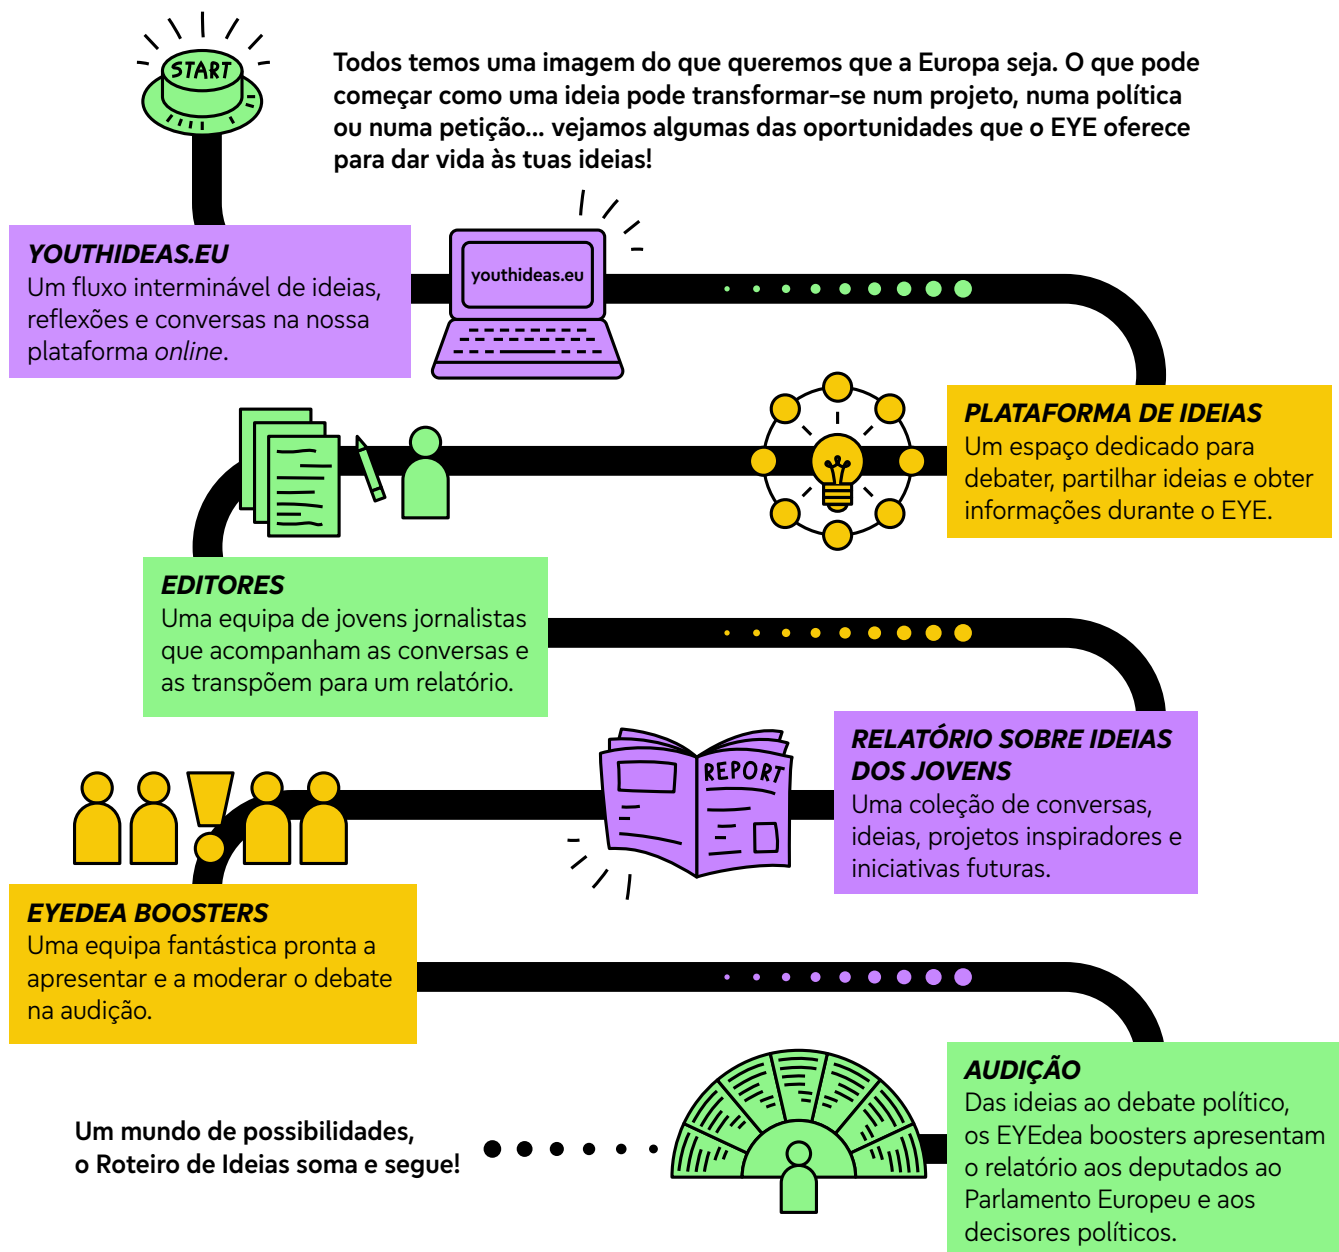 START
Todos temos uma imagem do que queremos que a Europa seja. O que pode
começar como uma ideia pode transformar-se num projeto, numa política
ou numa petição... vejamos algumas das oportunidades que o EYE oferece
para dar vida às tuas ideias!
YOUTHIDEAS.EU
Um fluxo interminável de ideias,
reflexões e conversas na nossa
plataforma online.
youthideas.eu
PLATAFORMA DE IDEIAS
Um espaço dedicado para
debater, partilhar ideias e obter
informações durante o EYE.
EDITORES
Uma equipa de jovens jornalistas
que acompanham as conversas e
as transpõem para um relatório.
RELATÓRIO SOBRE IDEIAS
DOS JOVENS
Uma coleção de conversas,
ideias, projetos inspiradores e
iniciativas futuras.
REPORT
EYEDEA BOOSTERS
Uma equipa fantástica pronta a
apresentar e a moderar o debate
na audição.
AUDIÇÃO
Das ideias ao debate político,
os EYEdea boosters apresentam
o relatório aos deputados ao
Parlamento Europeu e aos
decisores políticos.
Um mundo de possibilidades,
o Roteiro de Ideias soma e segue!